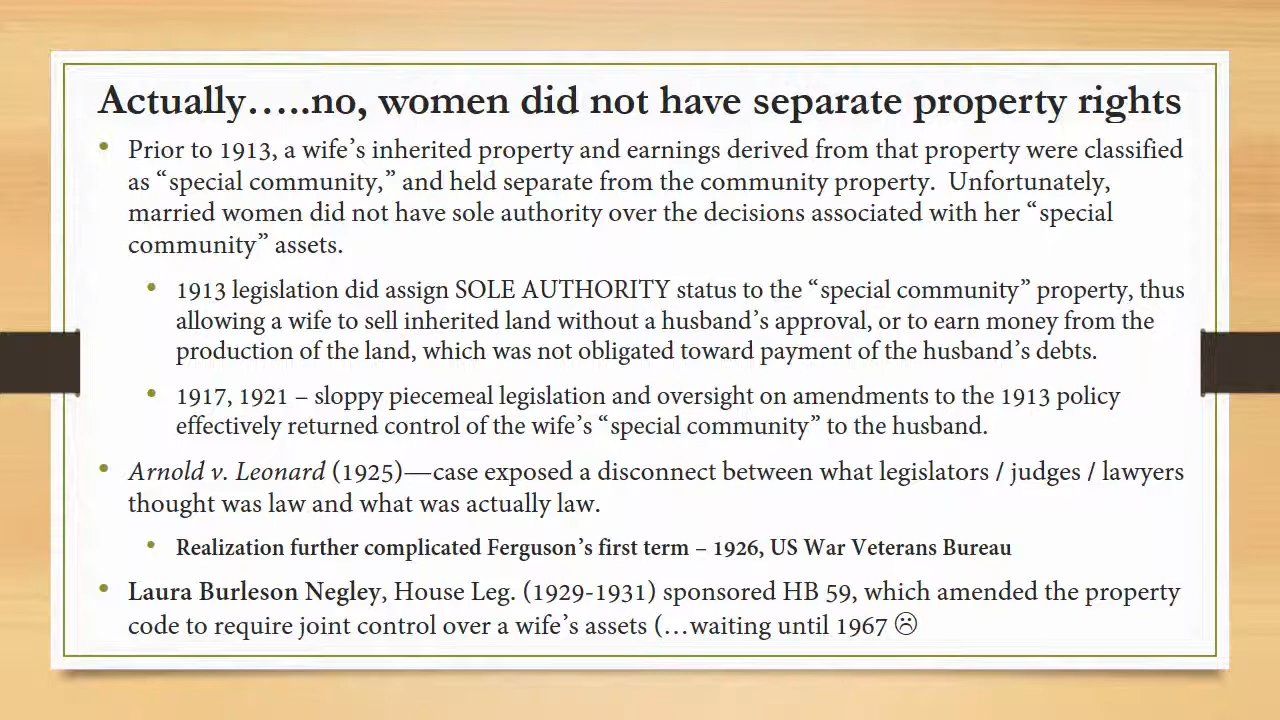 Actually…..no, women did not have separate property rights
• Prior to 1913, a wife’s inherited property and earnings derived from that property were classified
as “special community,” and held separate from the community property. Unfortunately,
married women did not have sole authority over the decisions associated with her “special
community” assets.
• 1913 legislation did assign SOLE AUTHORITY status to the “special community” property, thus
allowing a wife to sell inherited land without a husband’s approval, or to earn money from the
production of the land, which was not obligated toward payment of the husband’s debts.
• 1917, 1921 – sloppy piecemeal legislation and oversight on amendments to the 1913 policy
effectively returned control of the wife’s “special community” to the husband.
• Arnold v. Leonard (1925)—case exposed a disconnect between what legislators / judges / lawyers
thought was law and what was actually law.
• Realization further complicated Ferguson’s first term – 1926, US War Veterans Bureau
• Laura Burleson Negley, House Leg. (1929-1931) sponsored HB 59, which amended the property
code to require joint control over a wife’s assets (…waiting until 1967 ☹